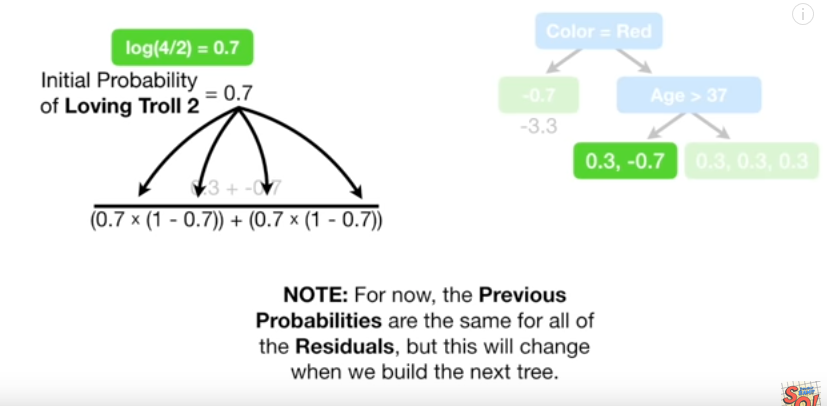 log(4/2) = 0.7
Initial Probability
of Loving Troll 2 = 0.7
0.3 + -0.7
(0.7 × (1 - 0.7)) + (0.7 × (1 - 0.7))
Color = Red
-0.7
Age > 37
-3.3
0.3, -0.7
0.3, 0.3, 0.3
NOTE: For now, the Previous
Probabilities are the same for all of
the Residuals, but this will change
when we build the next tree.